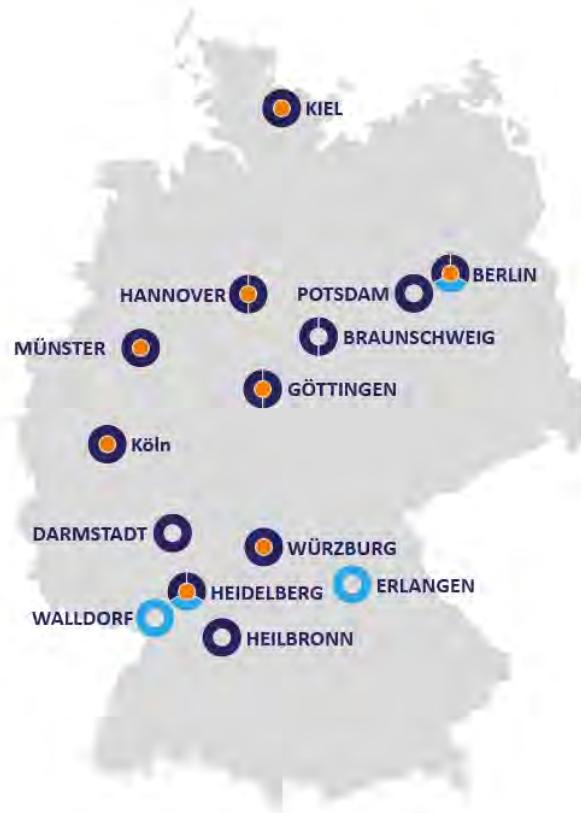 KIEL
BERLIN
HANNOVER
POTSDAM
BRAUNSCHWEIG
MÜNSTER
GÖTTINGEN
Köln
DARMSTADT
WÜRZBURG
ERLANGEN
HEIDELBERG
WALLDORF
HEILBRONN